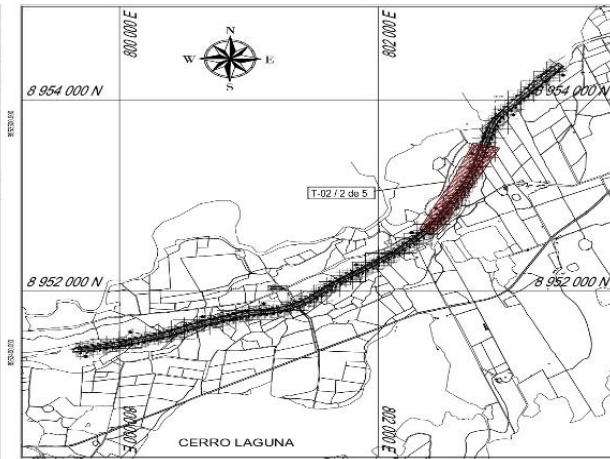 800 000 E
802 000 E
N
W
E
S
8 954 000 N
8 954 000 N
T-02 / 2 de 5
8 952 000 N
8 952 000 N
800 000 E
802 000 E
CERRO LAGUNA